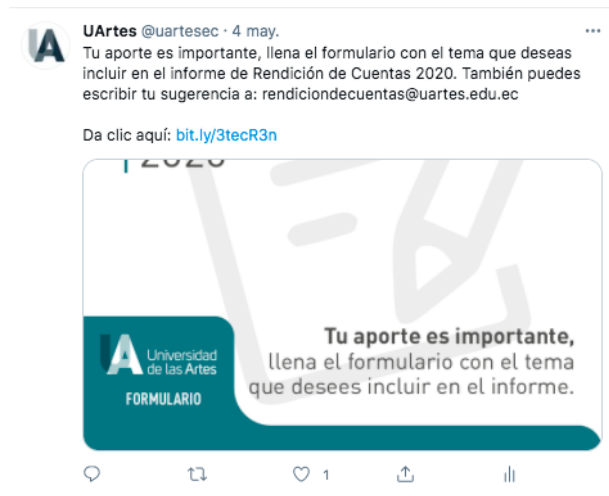 UArtes @uartesec · 4 may.
Tu aporte es importante, llena el formulario con el tema que deseas
incluir en el informe de Rendición de Cuentas 2020. También puedes
escribir tu sugerencia a: rendiciondecuentas@uartes.edu.ec
Da clic aquí: bit.ly/3tecR3n
2020
Tu aporte es importante,
llena el formulario con el tema
que desees incluir en el informe.
UA
Universidad
de las Artes
FORMULARIO
1